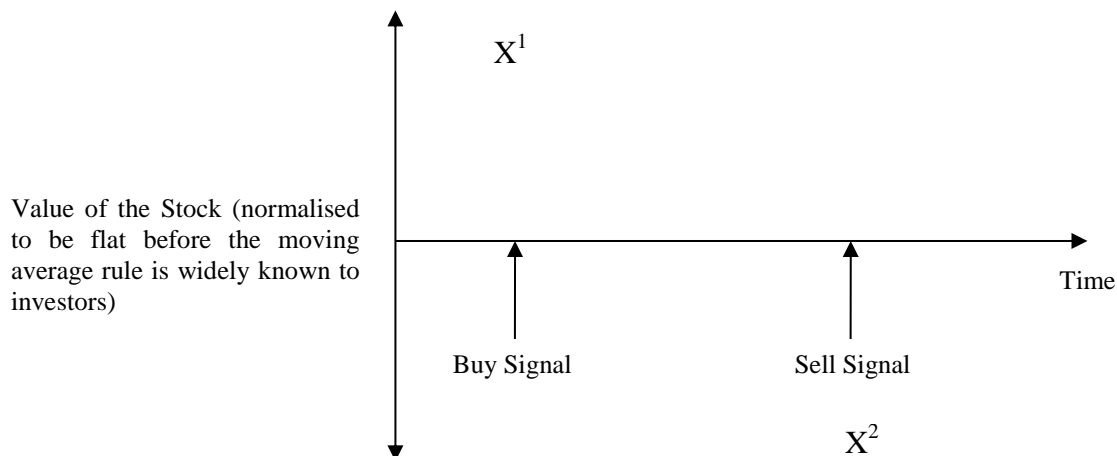 X¹
Value of the Stock (normalised
to be flat before the moving
average rule is widely known to
investors)
Time
Buy Signal
Sell Signal
X²